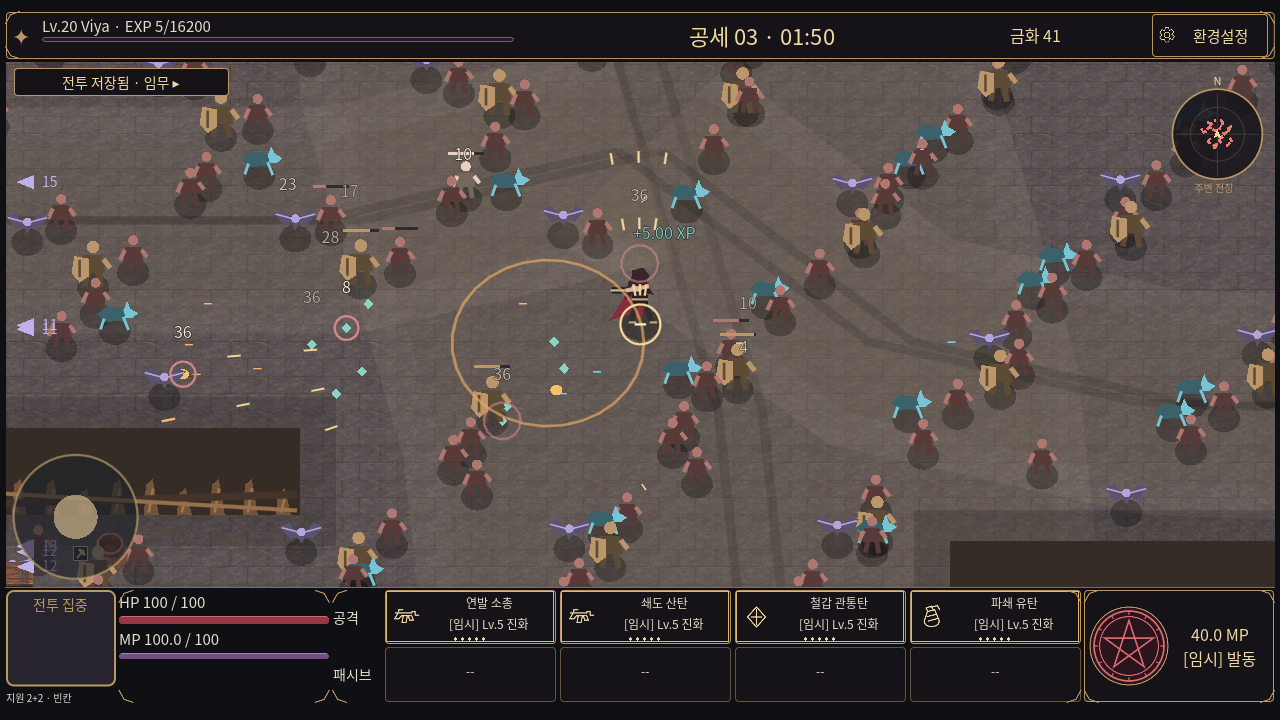 Lv.20 Viya · EXP 5/16200
공세 03 · 01:50
금화 41
환경설정
전투 저장됨 · 임무 ▸
N
주변 전장
10
15
23
17
36
28
+5.00 XP
36
8
10
11
36
4
36
12
12
전투 집중
HP 100 / 100
MP 100.0 / 100
지원 2+2 · 빈칸
공격
패시브
연발 소총
[임시] Lv.5 진화
쇄도 산탄
[임시] Lv.5 진화
철갑 관통탄
[임시] Lv.5 진화
파쇄 유탄
[임시] Lv.5 진화
--
--
--
--
40.0 MP
[임시] 발동